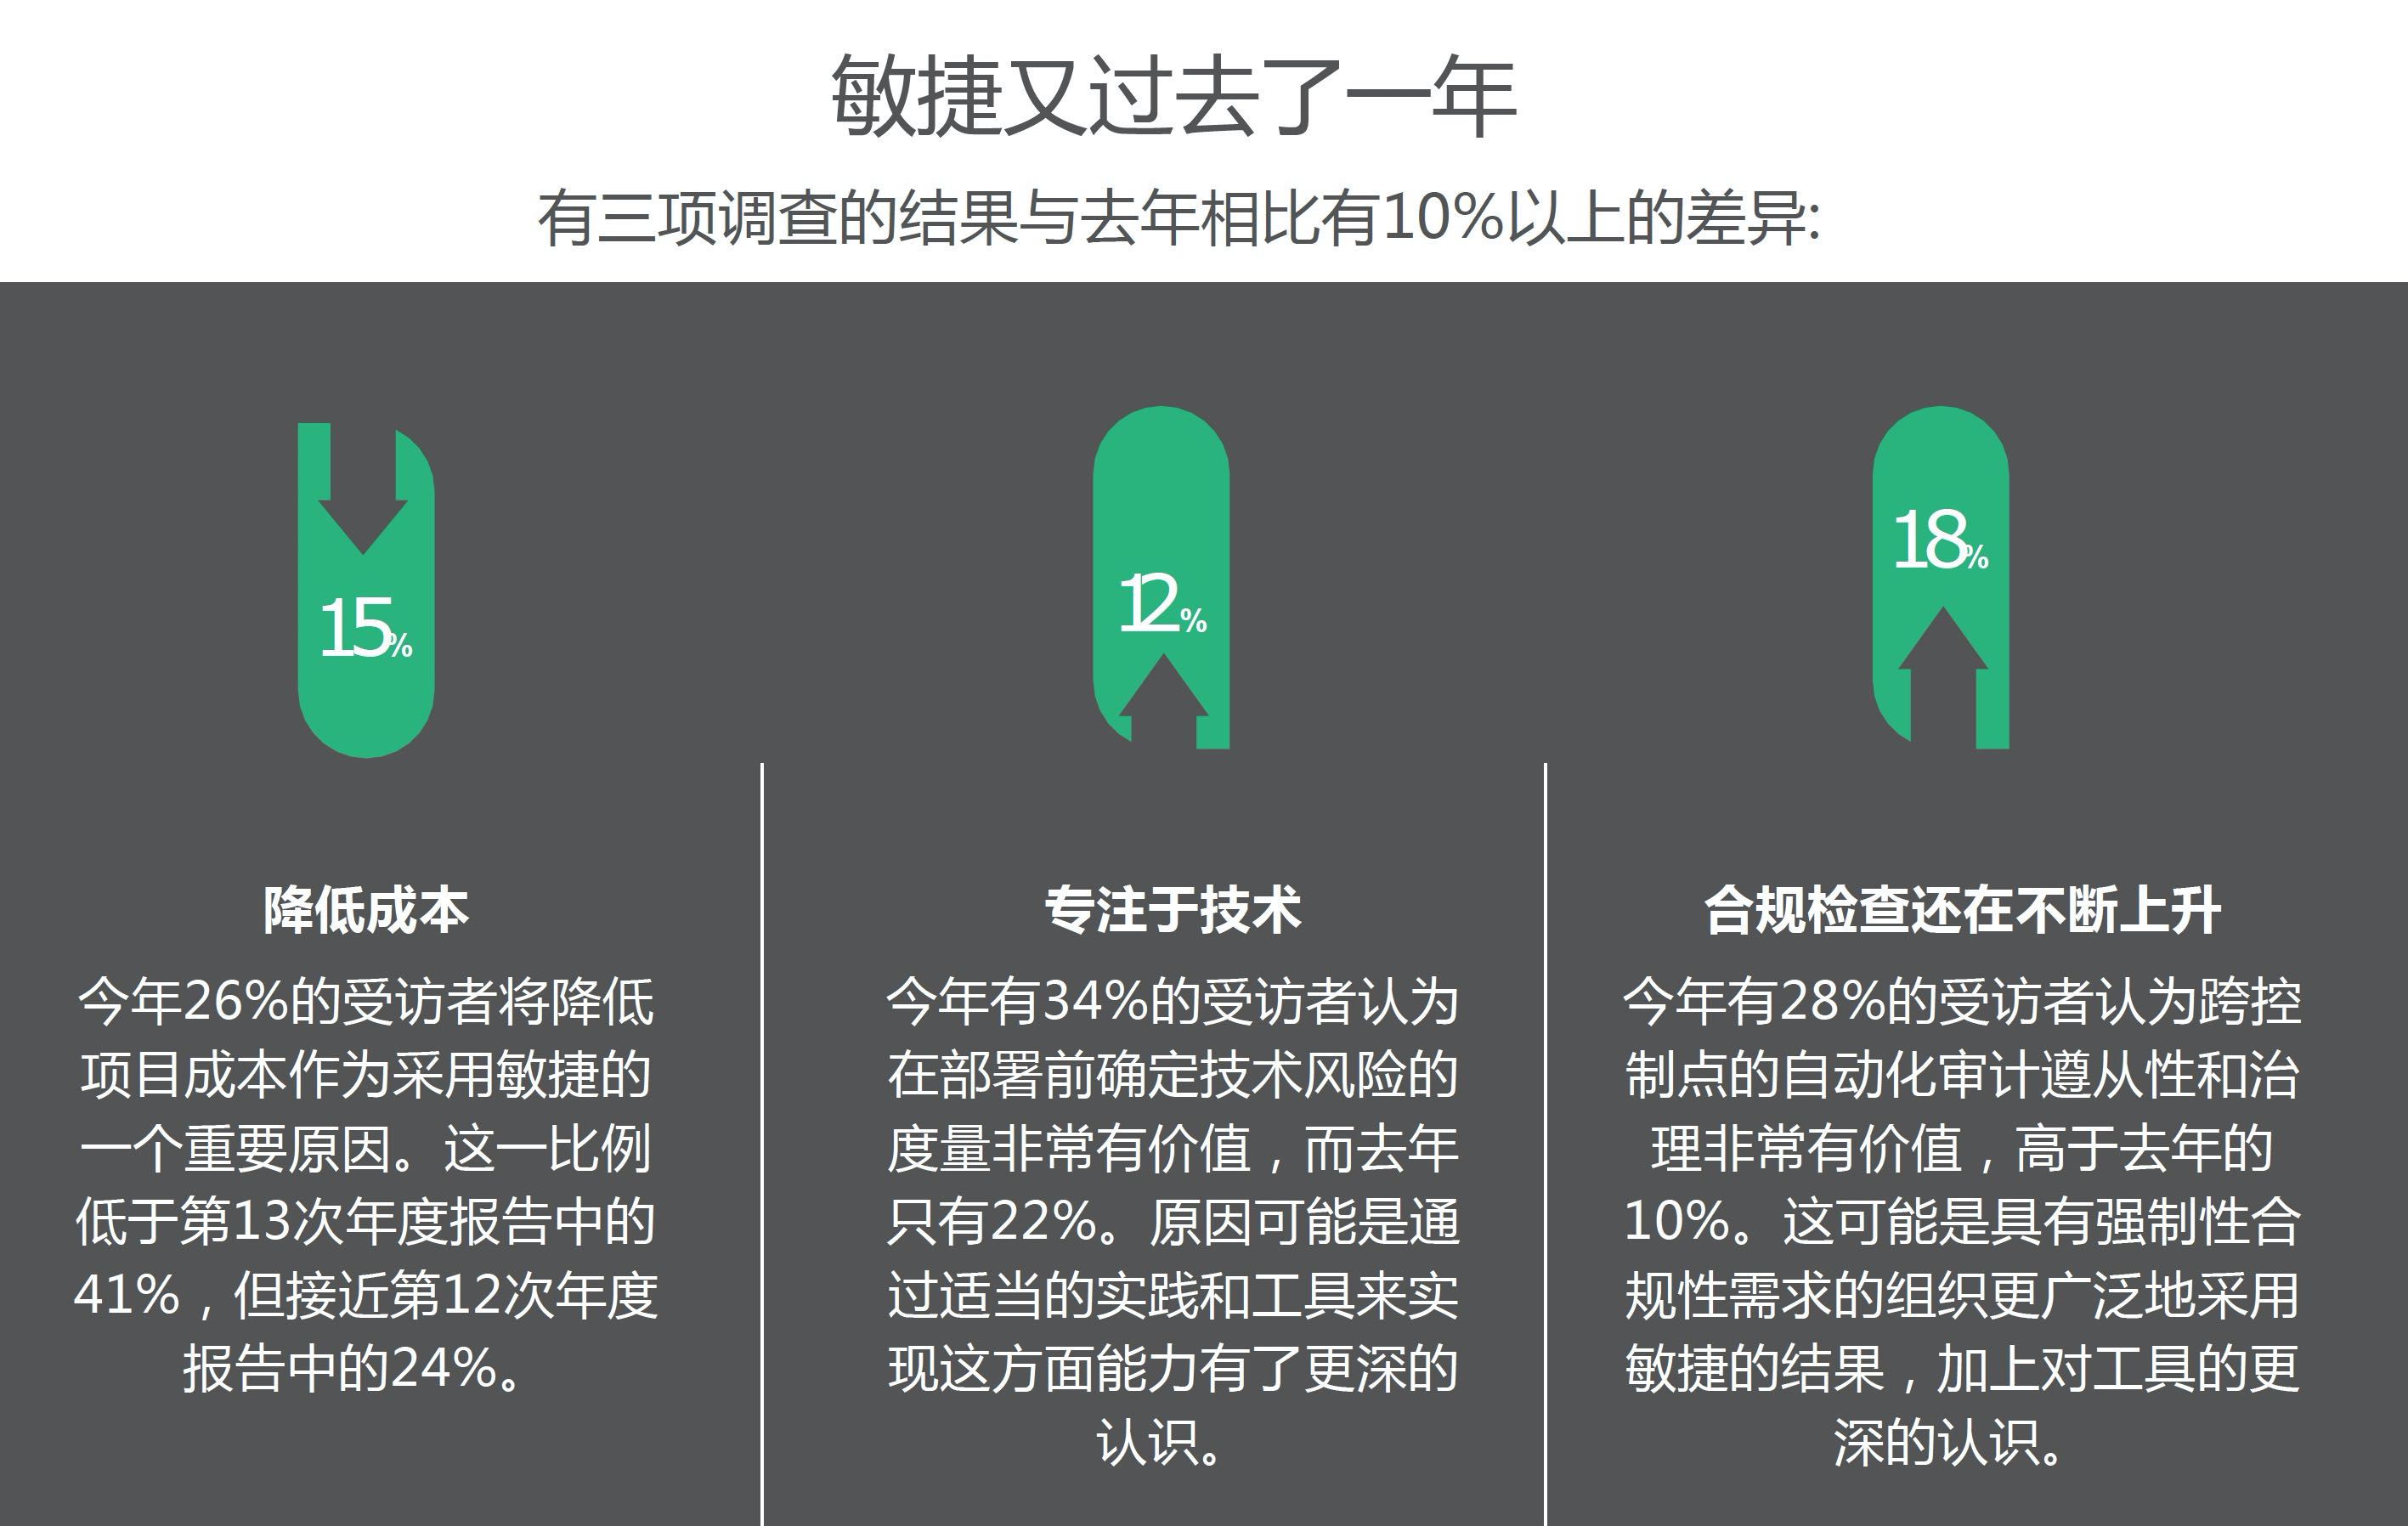 敏捷又过去了一年
有三项调查的结果与去年相比有10%以上的差异:
15%
降低成本
今年26%的受访者将降低
项目成本作为采用敏捷的
一个重要原因。这一比例
低于第13次年度报告中的
41%，但接近第12次年度
报告中的24%。
12%
专注于技术
今年有34%的受访者认为
在部署前确定技术风险的
度量非常有价值，而去年
只有22%。原因可能是通
过适当的实践和工具来实
现这方面能力有了更深的
认识。
18%
合规检查还在不断上升
今年有28%的受访者认为跨控
制点的自动化审计遵从性和治
理非常有价值，高于去年的
10%。这可能是具有强制性合
规性需求的组织更广泛地采用
敏捷的结果，加上对工具的更
深的认识。